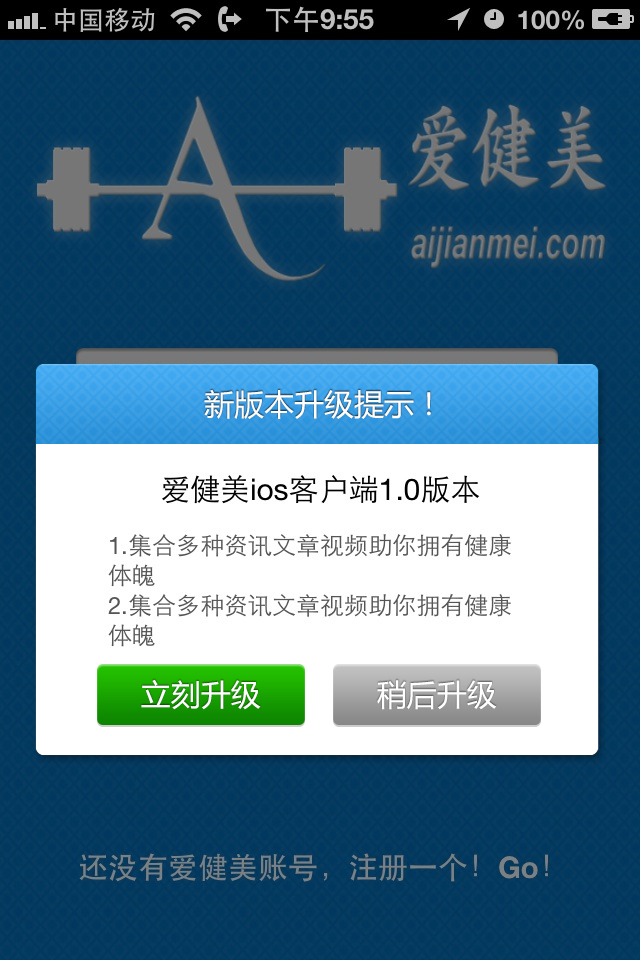 中国移动 下午9:55 100%
爱健美
aijianmei.com
新版本升级提示！
爱健美ios客户端1.0版本
1.集合多种资讯文章视频助你拥有健康
体魄
2.集合多种资讯文章视频助你拥有健康
体魄
立刻升级 稍后升级
还没有爱健美账号，注册一个！Go！